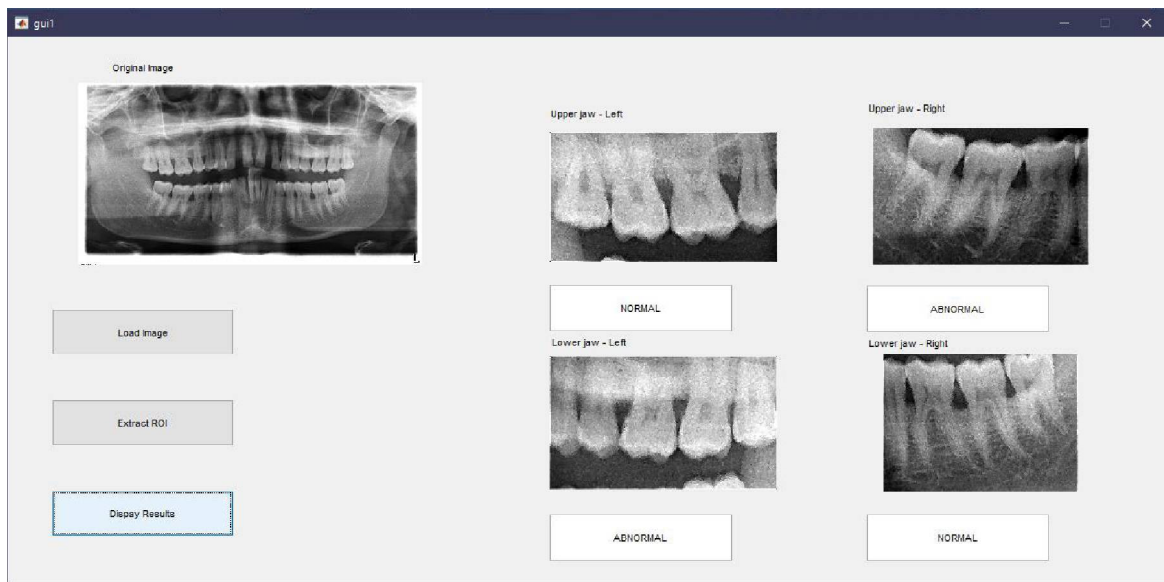 gui1
Original Image
Load Image
Extract ROI
Dispay Results
Upper jaw - Left
NORMAL
Upper jaw - Right
ABNORMAL
Lower jaw - Left
ABNORMAL
Lower jaw - Right
NORMAL